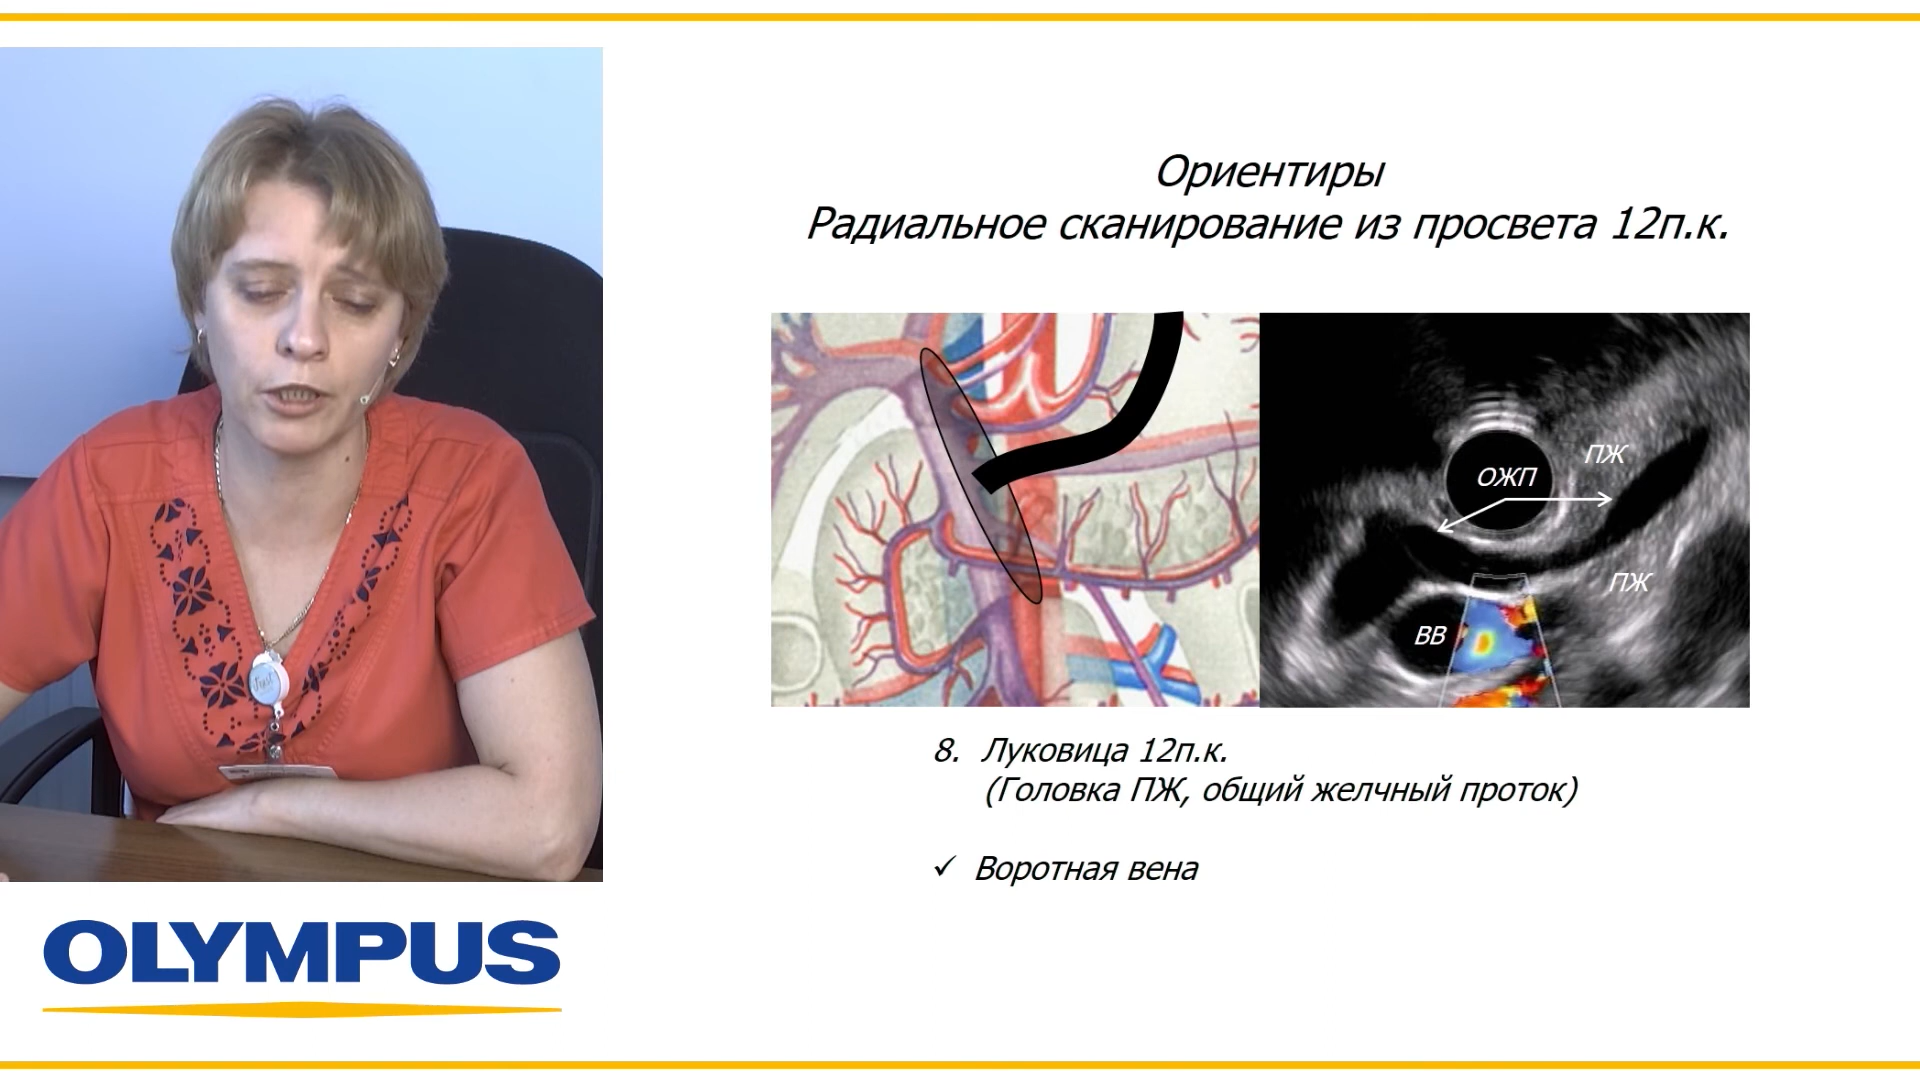 Ориентиры
Радиальное сканирование из просвета 12п.к.
ПЖ
ОЖП
ПЖ
ВВ
8. Луковица 12п.к.
(Головка ПЖ, общий желчный проток)
✓ Воротная вена
OLYMPUS